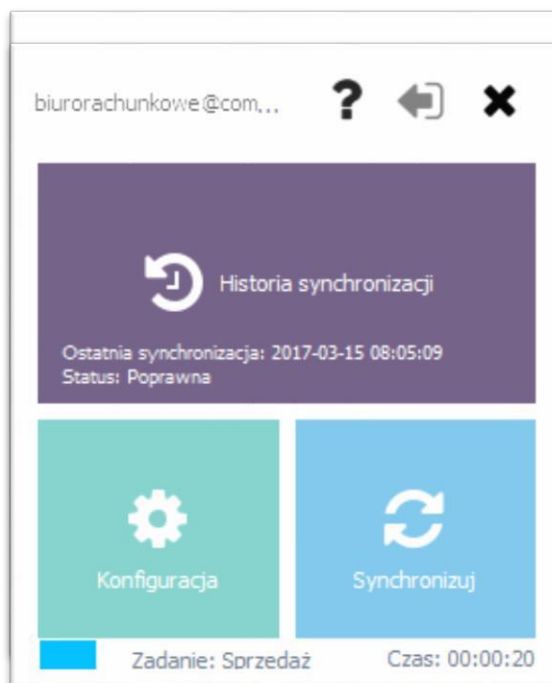 biurorachunkowe@com...
Historia synchronizacji
Ostatnia synchronizacja: 2017-03-15 08:05:09
Status: Poprawna
Konfiguracja
Synchronizuj
Zadanie: Sprzedaż Czas: 00:00:20